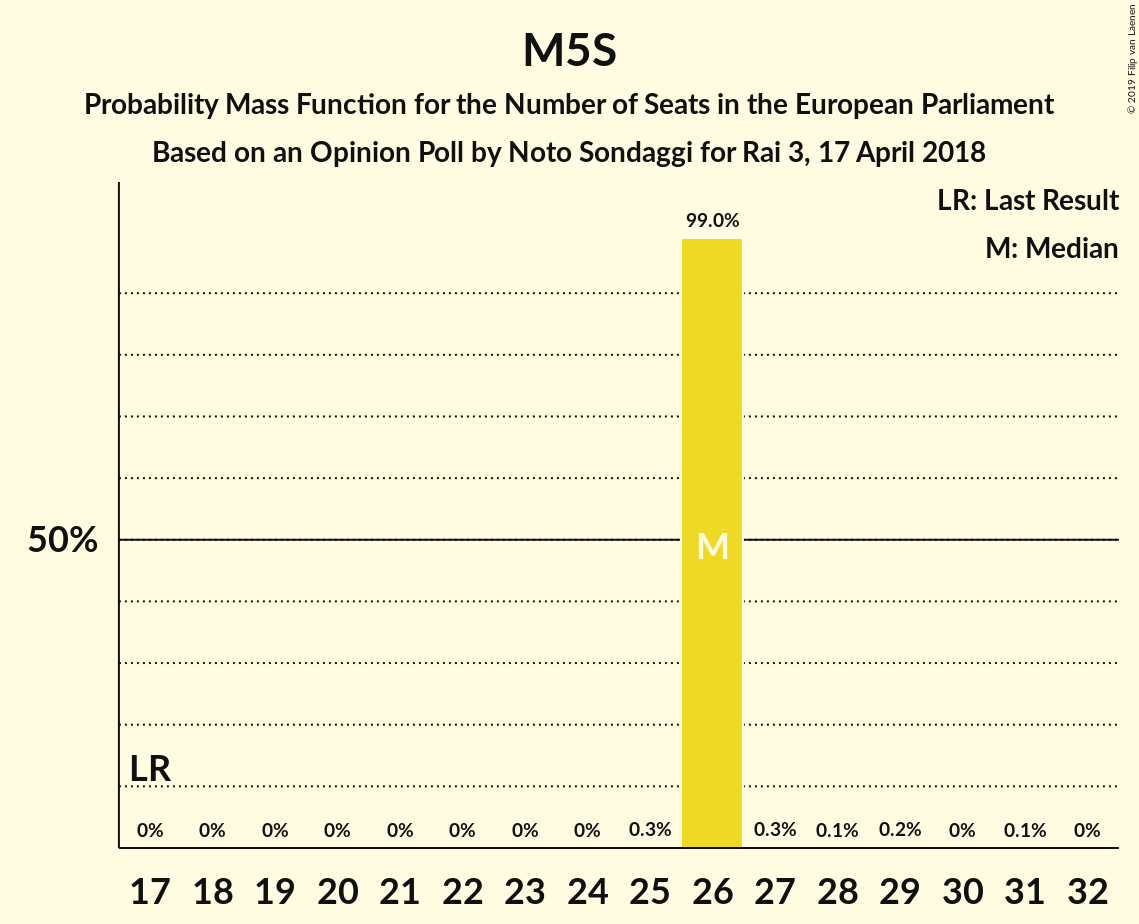 M5S
Probability Mass Function for the Number of Seats in the European Parliament
Based on an Opinion Poll by Noto Sondaggi for Rai 3, 17 April 2018
© 2019 Filip van Laenen
LR: Last Result
M: Median
99.0%
50%
M
LR
0% 0% 0% 0% 0% 0% 0% 0% 0.3% 0.3% 0.1% 0.2% 0% 0.1% 0%
17 18 19 20 21 22 23 24 25 26 27 28 29 30 31 32